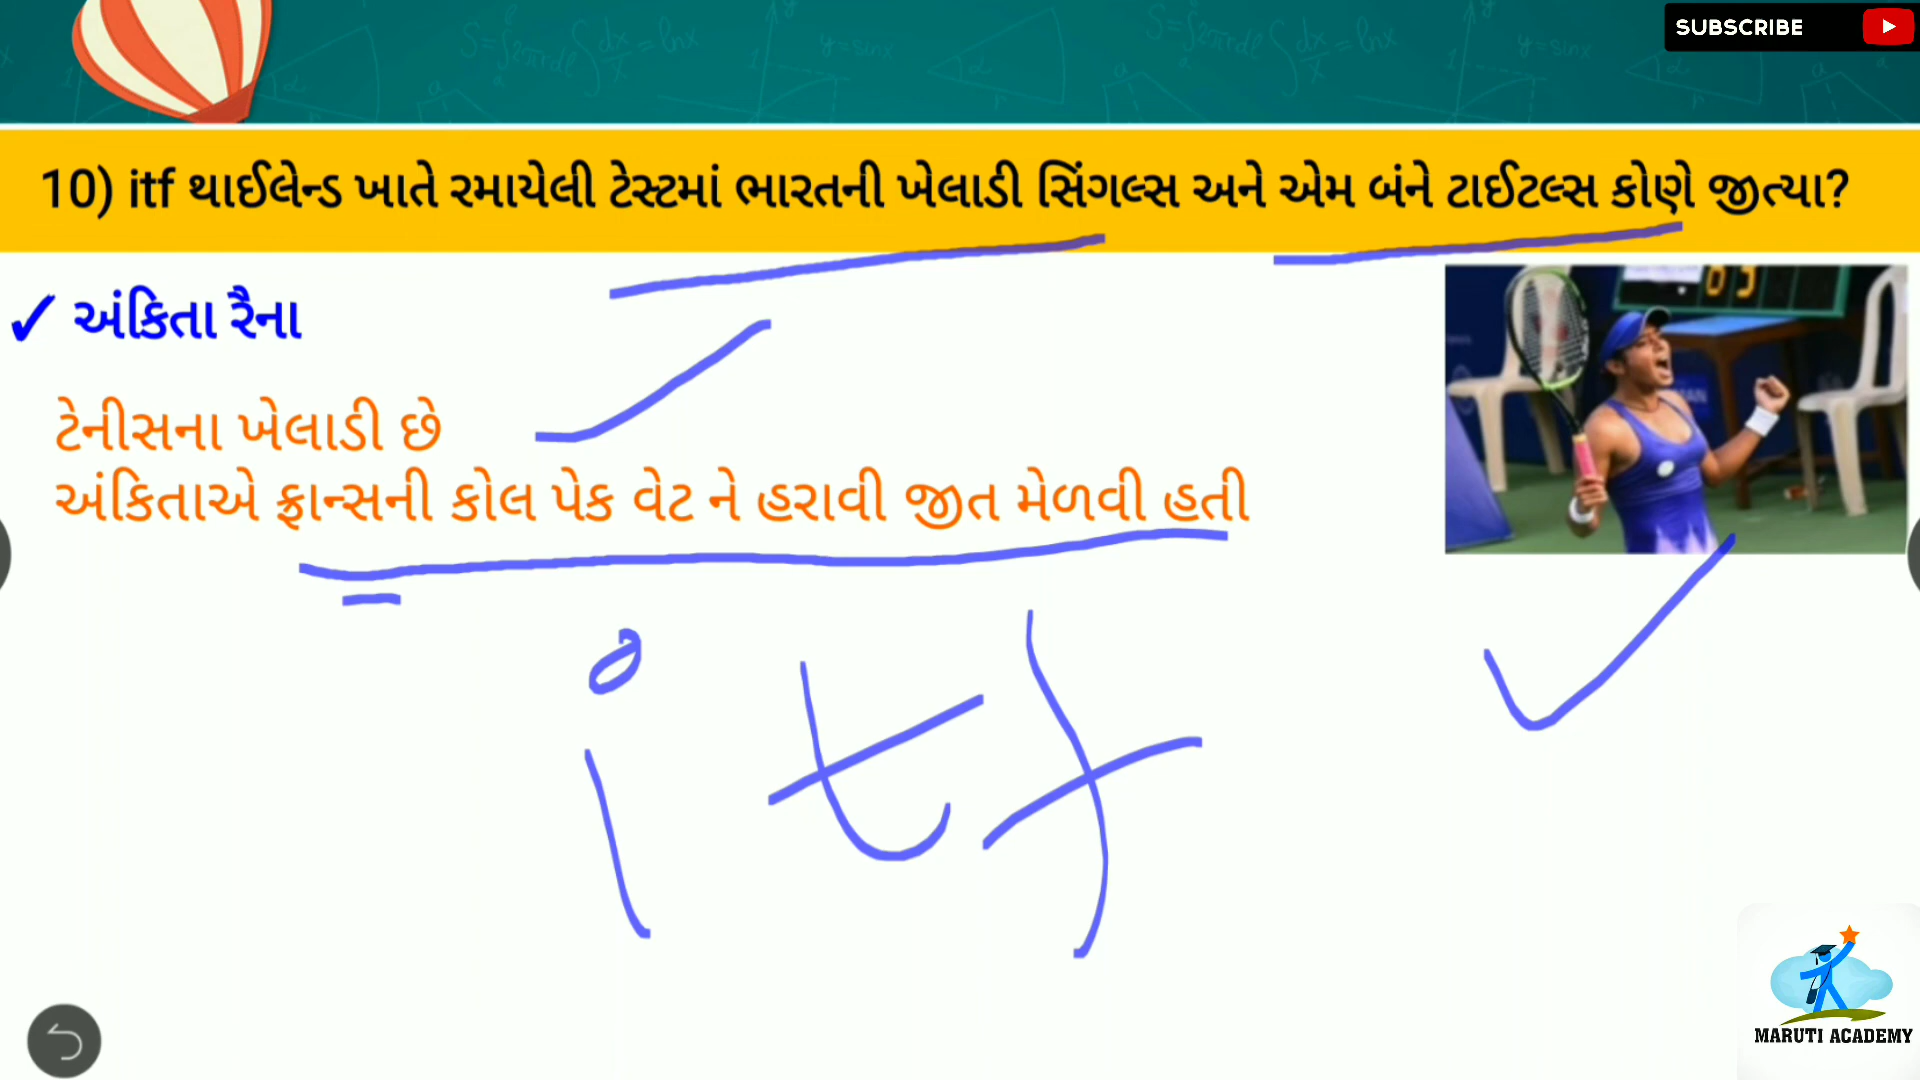 SUBSCRIBE
10) itf થાઈલેન્ડ ખાતે રમાયેલી ટેસ્ટમાં ભારતની ખેલાડી સિંગલ્સ અને એમ બંને ટાઈટલ્સ કોણે જીત્યા?
✓ અંકિતા રૈના
ટેનીસના ખેલાડી છે
અંકિતાએ ફ્રાન્સની કોલ પેક વેટ ને હરાવી જીત મેળવી હતી
itf
MARUTI ACADEMY